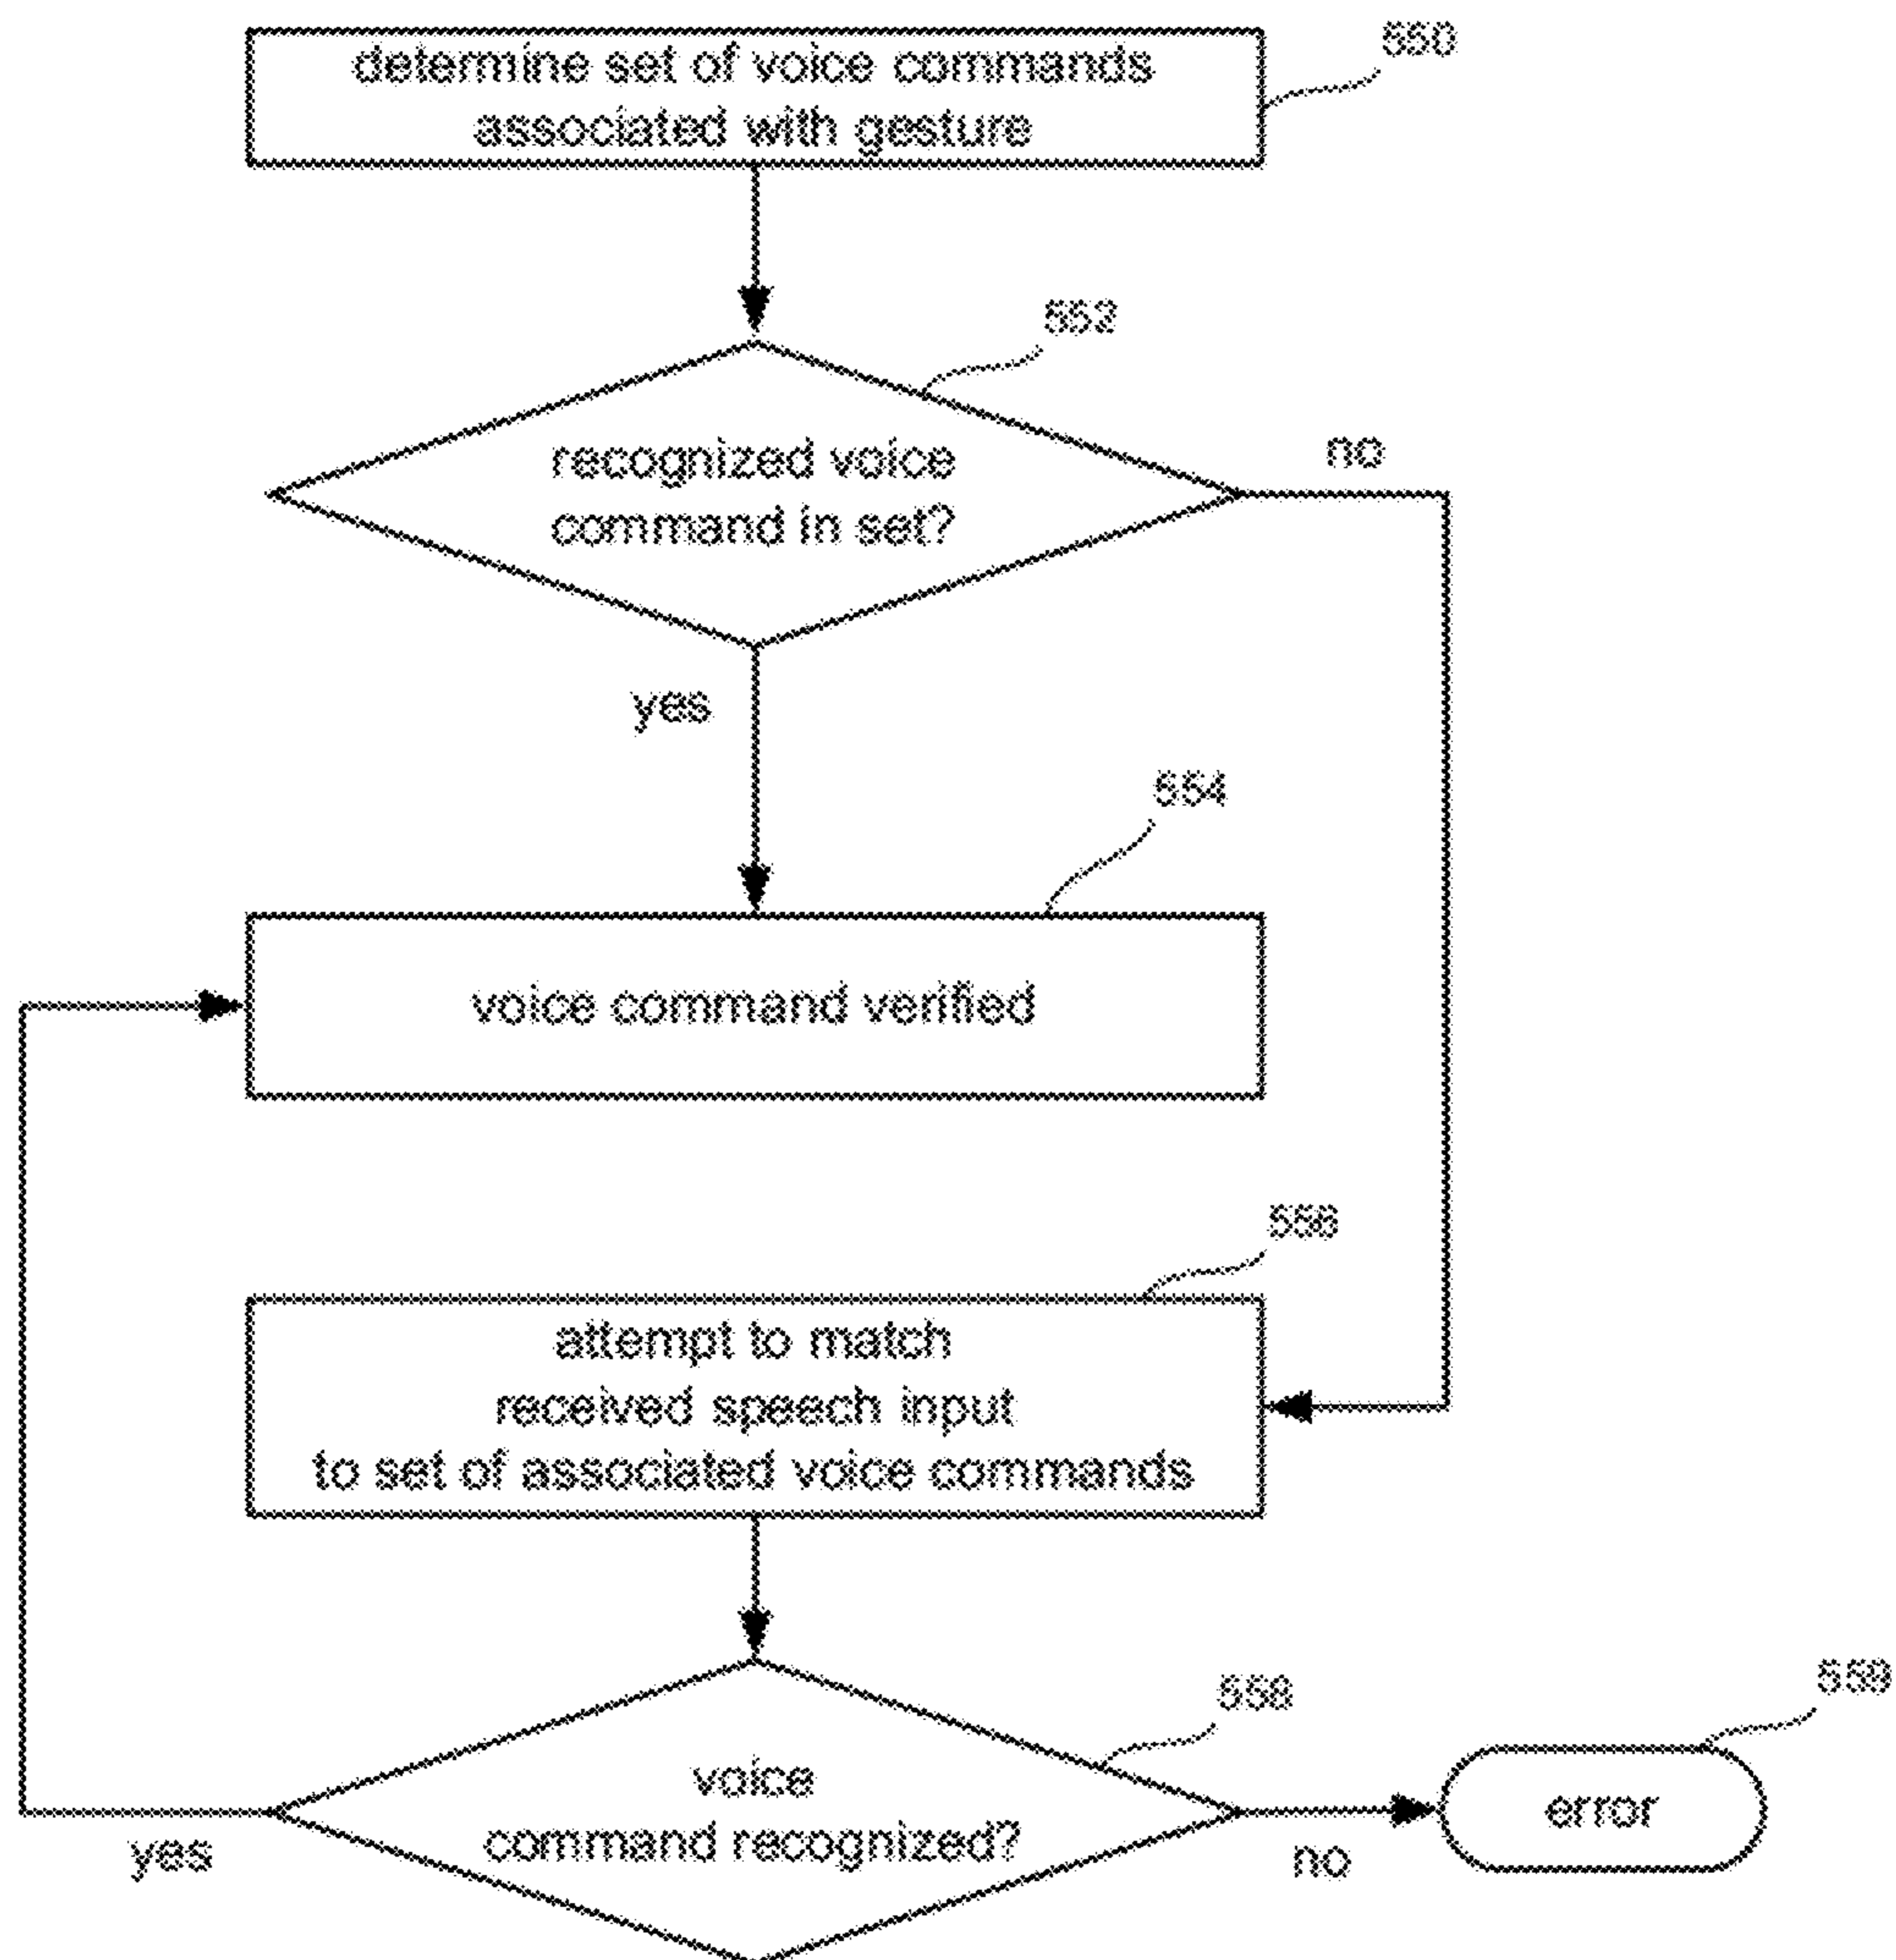 determine set of voice commands
associated with gesture
550
552
recognized voice
command in set?
no
yes
554
voice command verified
556
attempt to match
received speech input
to set of associated voice commands
558
voice
command recognized?
yes
no
559
error